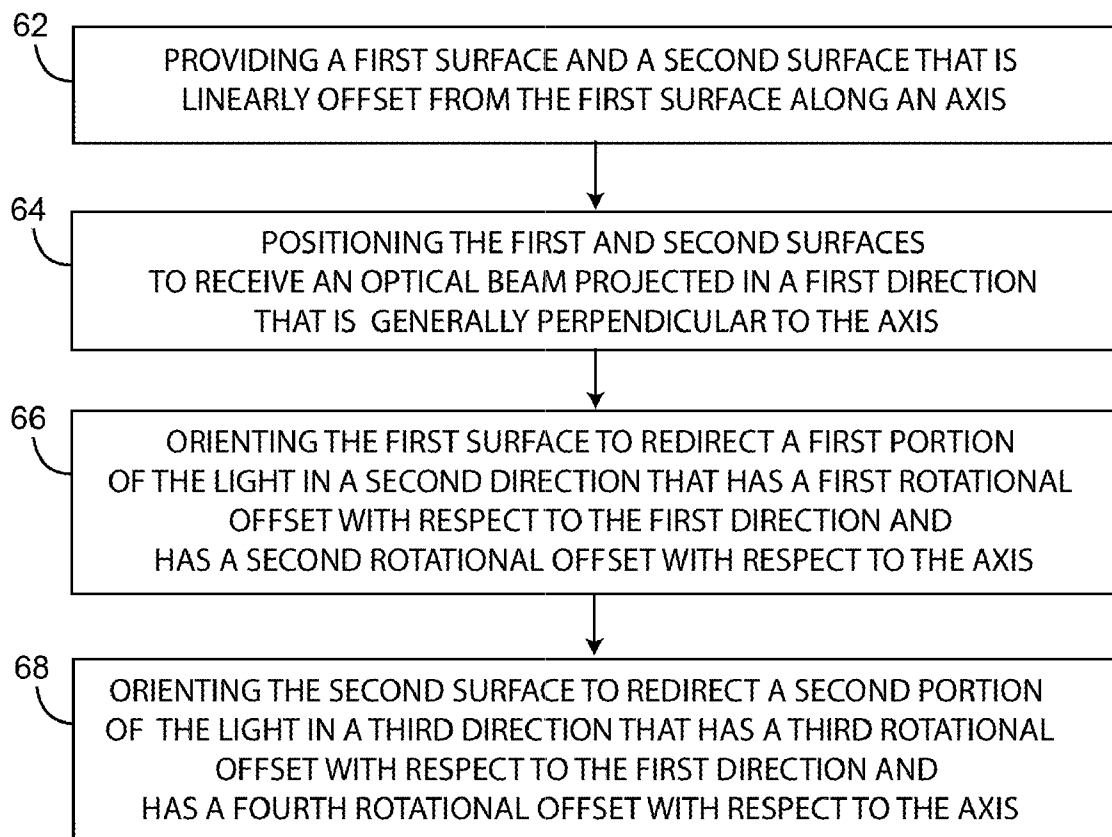 62
PROVIDING A FIRST SURFACE AND A SECOND SURFACE THAT IS
LINEARLY OFFSET FROM THE FIRST SURFACE ALONG AN AXIS
64
POSITIONING THE FIRST AND SECOND SURFACES
TO RECEIVE AN OPTICAL BEAM PROJECTED IN A FIRST DIRECTION
THAT IS GENERALLY PERPENDICULAR TO THE AXIS
66
ORIENTING THE FIRST SURFACE TO REDIRECT A FIRST PORTION
OF THE LIGHT IN A SECOND DIRECTION THAT HAS A FIRST ROTATIONAL
OFFSET WITH RESPECT TO THE FIRST DIRECTION AND
HAS A SECOND ROTATIONAL OFFSET WITH RESPECT TO THE AXIS
68
ORIENTING THE SECOND SURFACE TO REDIRECT A SECOND PORTION
OF THE LIGHT IN A THIRD DIRECTION THAT HAS A THIRD ROTATIONAL
OFFSET WITH RESPECT TO THE FIRST DIRECTION AND
HAS A FOURTH ROTATIONAL OFFSET WITH RESPECT TO THE AXIS